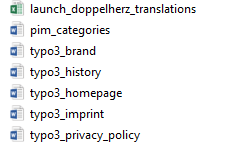 launch_doppelherz_translations
pim_categories
typo3_brand
typo3_history
typo3_homepage
typo3_imprint
typo3_privacy_policy